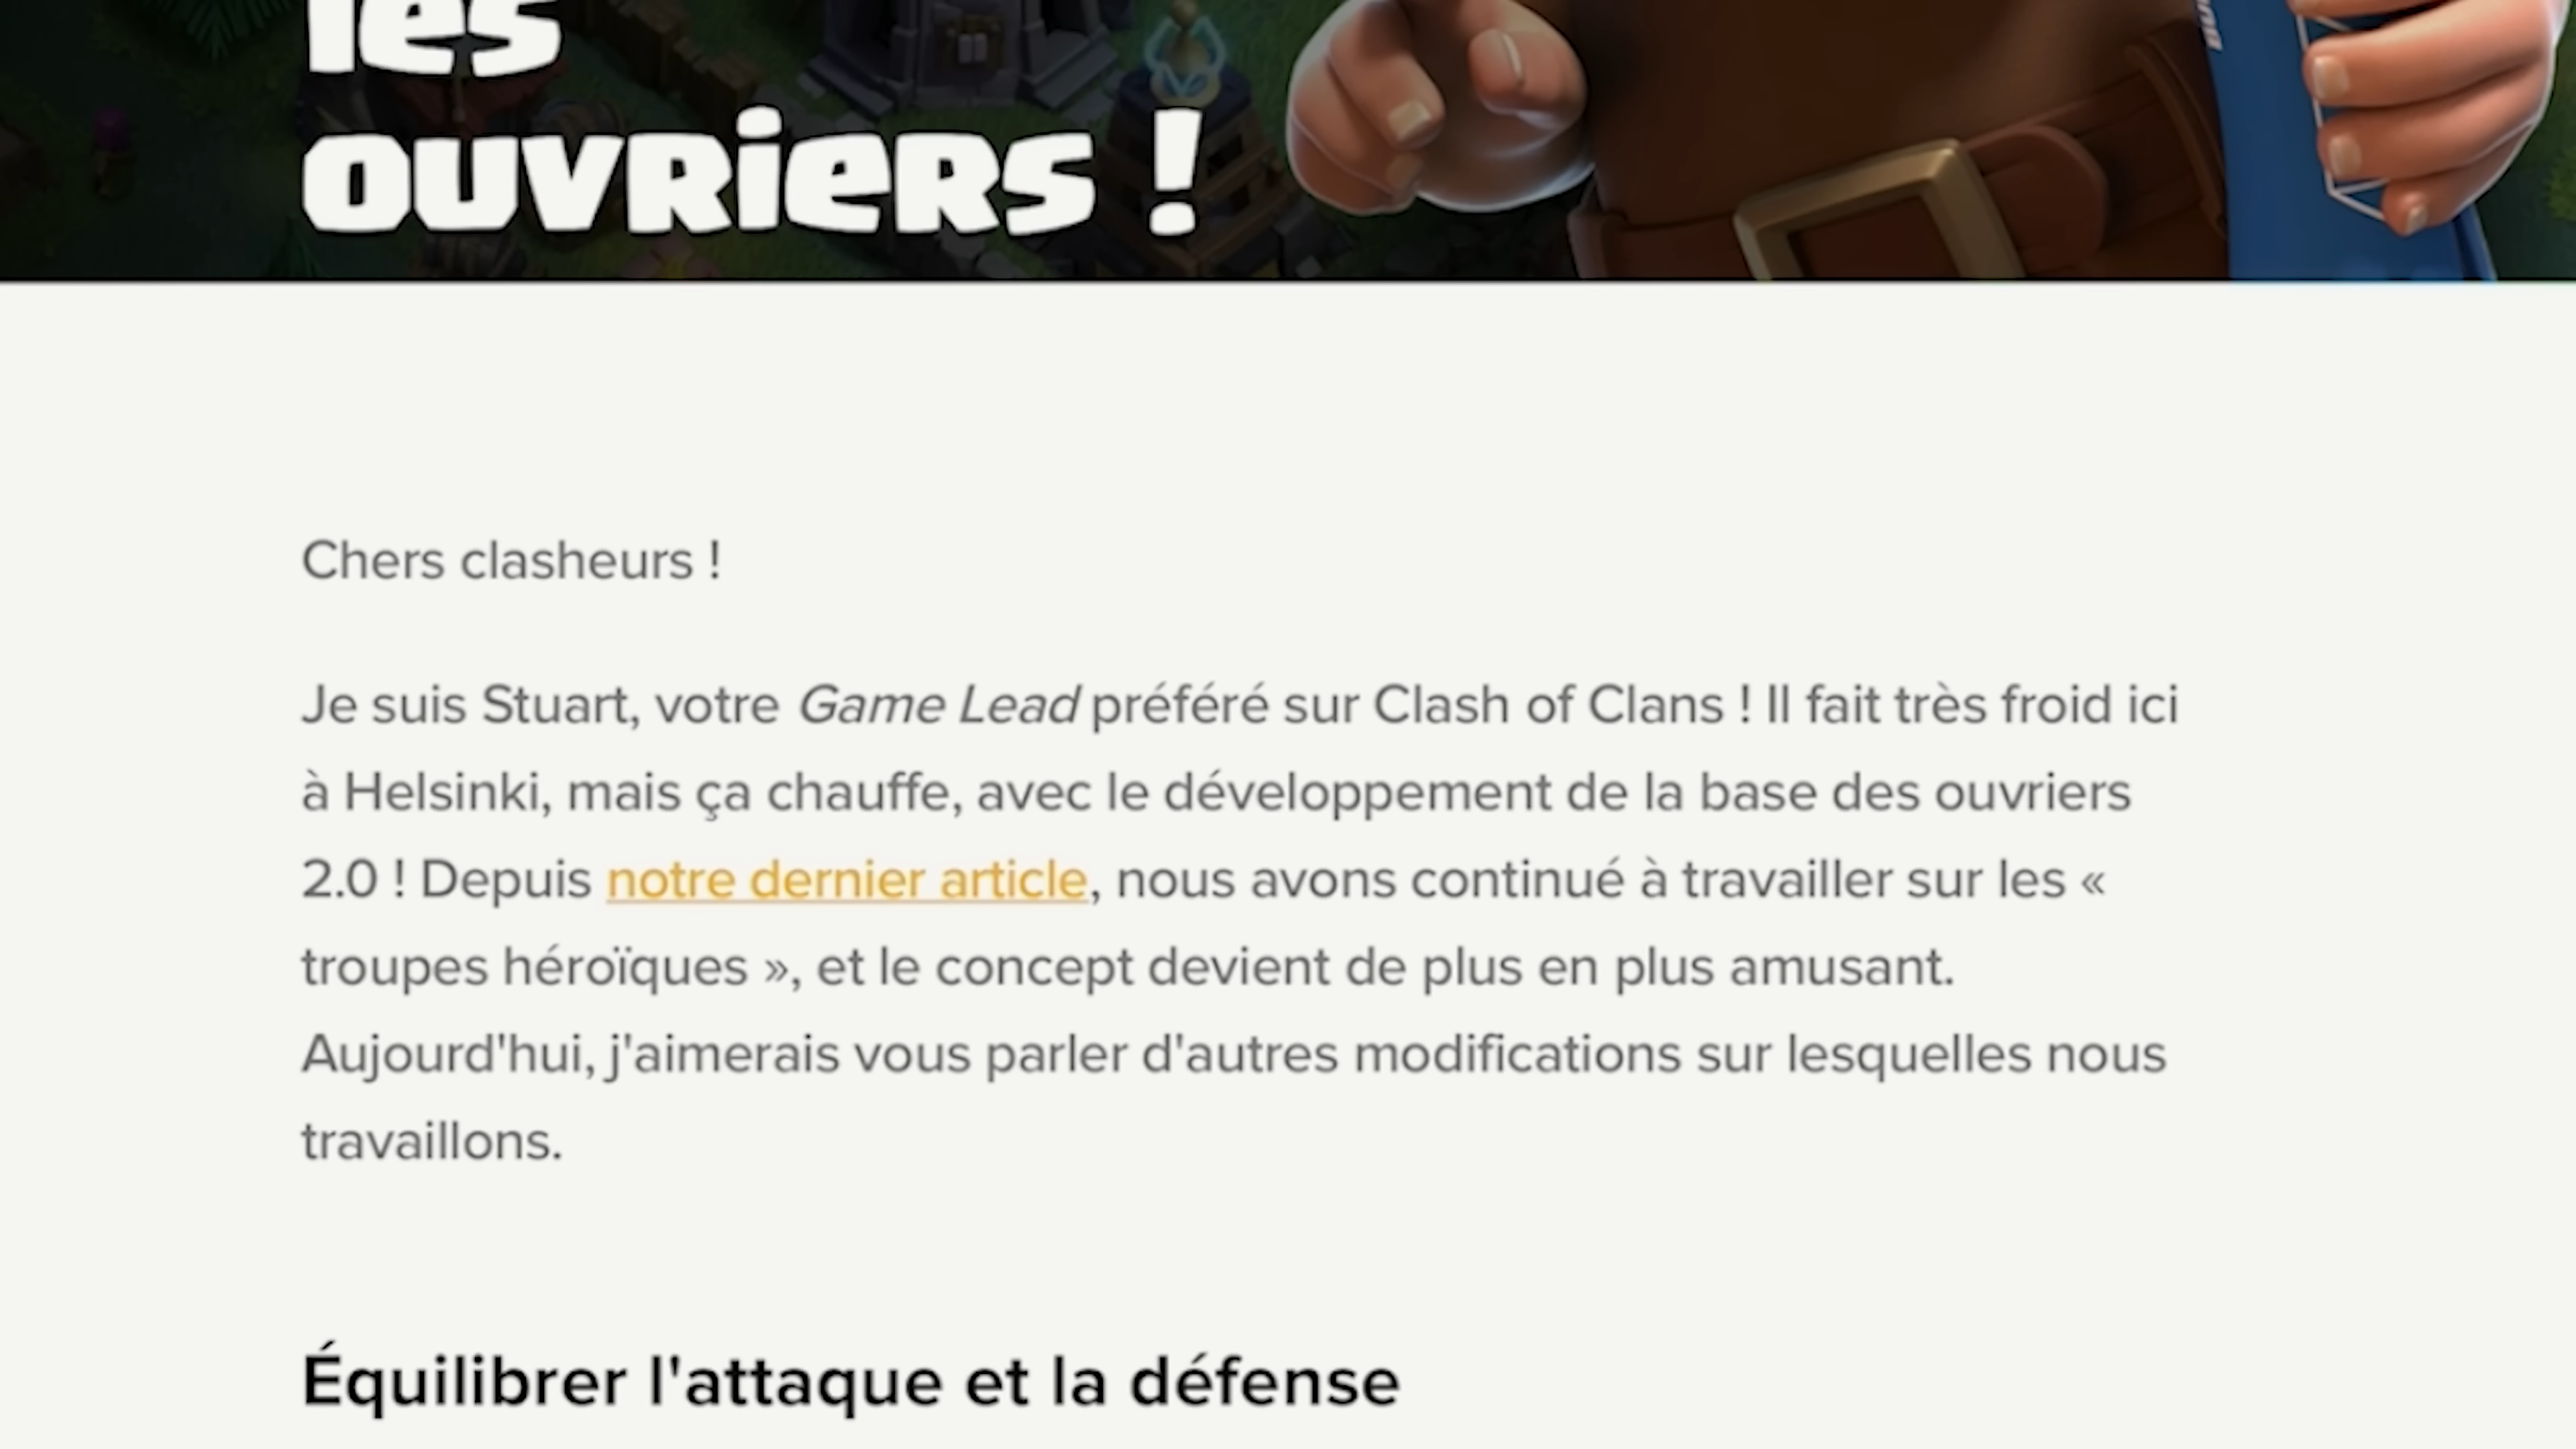 les
ouvriers !
Chers clasheurs !
Je suis Stuart, votre Game Lead préféré sur Clash of Clans ! Il fait très froid ici
à Helsinki, mais ça chauffe, avec le développement de la base des ouvriers
2.0 ! Depuis notre dernier article, nous avons continué à travailler sur les «
troupes héroïques », et le concept devient de plus en plus amusant.
Aujourd'hui, j'aimerais vous parler d'autres modifications sur lesquelles nous
travaillons.
Équilibrer l'attaque et la défense